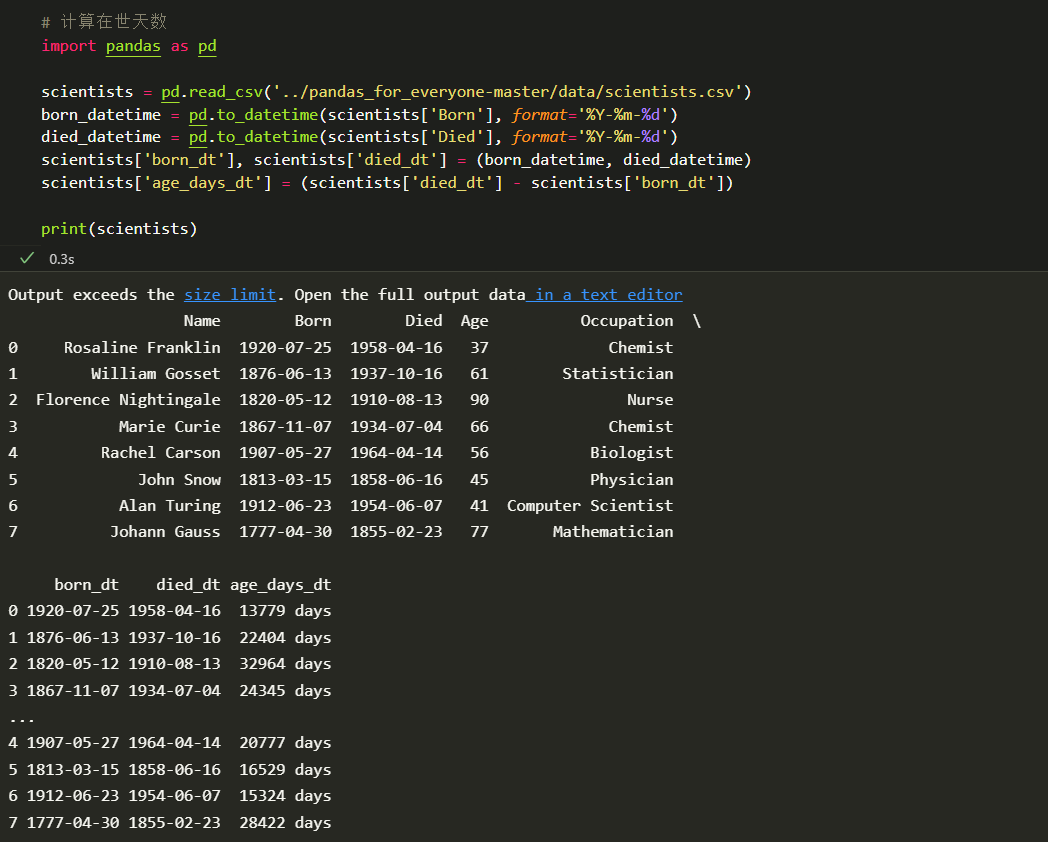 # 计算在世天数
import pandas as pd
scientists = pd.read_csv('../pandas_for_everyone-master/data/scientists.csv')
born_datetime = pd.to_datetime(scientists['Born'], format='%Y-%m-%d')
died_datetime = pd.to_datetime(scientists['Died'], format='%Y-%m-%d')
scientists['born_dt'], scientists['died_dt'] = (born_datetime, died_datetime)
scientists['age_days_dt'] = (scientists['died_dt'] - scientists['born_dt'])
print(scientists)
0.3s
Output exceeds the size limit. Open the full output data in a text editor
Name Born Died Age Occupation \
0 Rosaline Franklin 1920-07-25 1958-04-16 37 Chemist
1 William Gosset 1876-06-13 1937-10-16 61 Statistician
2 Florence Nightingale 1820-05-12 1910-08-13 90 Nurse
3 Marie Curie 1867-11-07 1934-07-04 66 Chemist
4 Rachel Carson 1907-05-27 1964-04-14 56 Biologist
5 John Snow 1813-03-15 1858-06-16 45 Physician
6 Alan Turing 1912-06-23 1954-06-07 41 Computer Scientist
7 Johann Gauss 1777-04-30 1855-02-23 77 Mathematician
born_dt died_dt age_days_dt
0 1920-07-25 1958-04-16 13779 days
1 1876-06-13 1937-10-16 22404 days
2 1820-05-12 1910-08-13 32964 days
3 1867-11-07 1934-07-04 24345 days
...
4 1907-05-27 1964-04-14 20777 days
5 1813-03-15 1858-06-16 16529 days
6 1912-06-23 1954-06-07 15324 days
7 1777-04-30 1855-02-23 28422 days